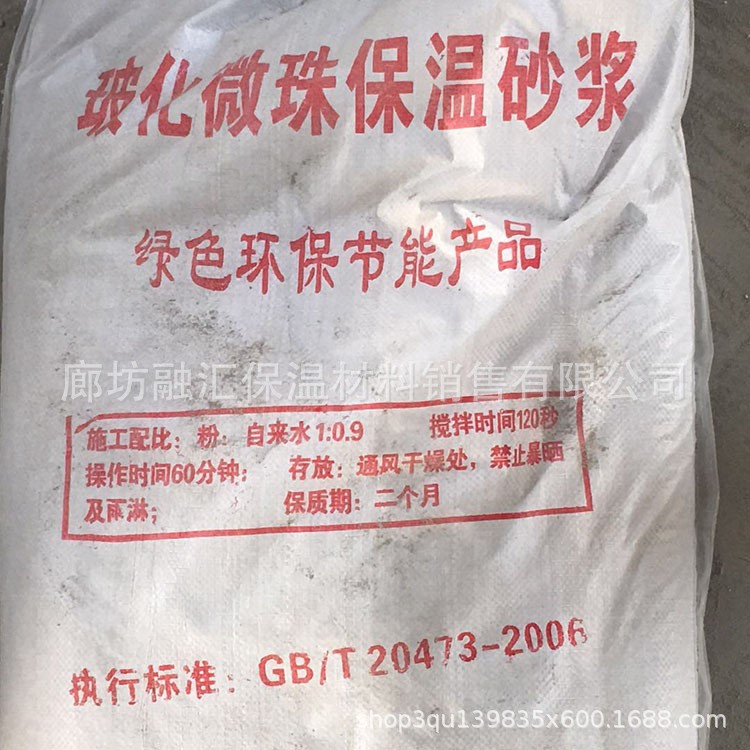 玻化微珠保温砂浆
绿色环保节能产品
廊坊融汇保温材料销售有限公司
施工配比：粉：自来水1:0.9 搅拌时间120秒
操作时间60分钟； 存放：通风干燥处，禁止暴晒
及雨淋； 保质期：二个月
执行标准：GB/T 20473-2006
shop3qu139835x600.1688.com